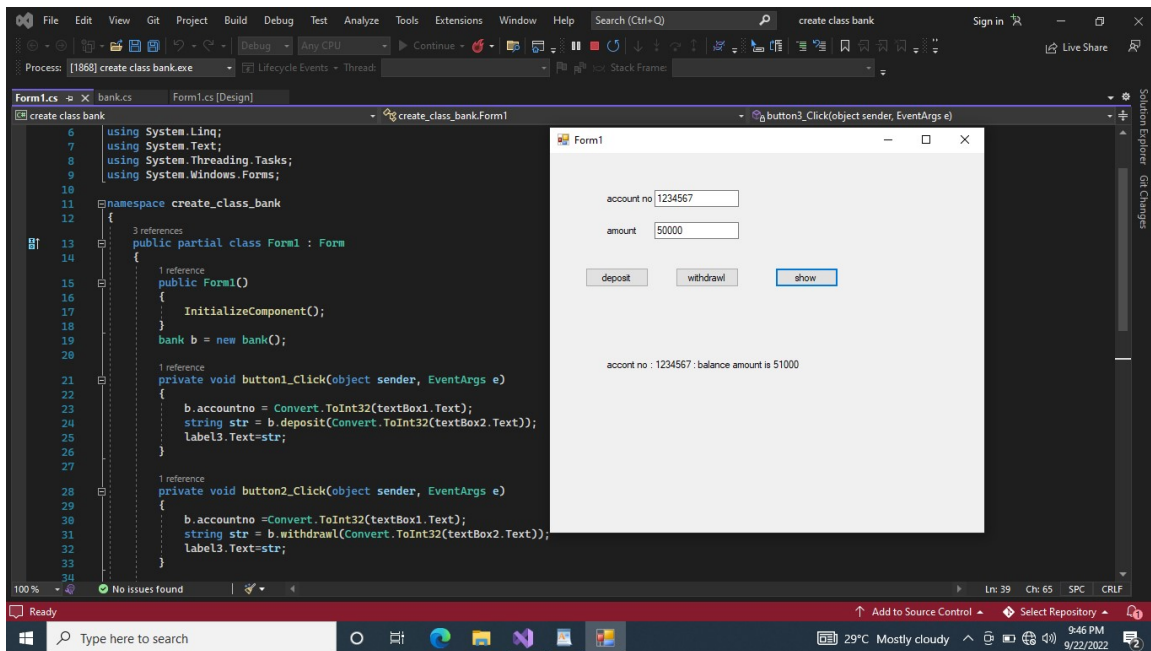 File Edit View Git Project Build Debug Test Analyze Tools Extensions Window Help Search (Ctrl+Q) create class bank Sign in
Debug Any CPU Continue Live Share
Process: [1868] create class bank.exe Lifecycle Events Thread: Stack Frame:
Form1.cs bank.cs Form1.cs [Design]
create class bank create_class_bank.Form1 button3_Click(object sender, EventArgs e)
6 using System.Linq;
7 using System.Text;
8 using System.Threading.Tasks;
9 using System.Windows.Forms;
10
11 namespace create_class_bank
12 {
3 references
13 public partial class Form1 : Form
14 {
1 reference
15 public Form1()
16 {
17 InitializeComponent();
18 }
19 bank b = new bank();
20
1 reference
21 private void button1_Click(object sender, EventArgs e)
22 {
23 b.accountno = Convert.ToInt32(textBox1.Text);
24 string str = b.deposit(Convert.ToInt32(textBox2.Text));
25 label3.Text=str;
26 }
27
1 reference
28 private void button2_Click(object sender, EventArgs e)
29 {
30 b.accountno =Convert.ToInt32(textBox1.Text);
31 string str = b.withdrawl(Convert.ToInt32(textBox2.Text));
32 label3.Text=str;
33 }
34
Form1
account no 1234567
amount 50000
deposit withdrawl show
accont no : 1234567 : balance amount is 51000
Solution Explorer
Git Changes
100 % No issues found Ln: 39 Ch: 65 SPC CRLF
Ready Add to Source Control Select Repository
Type here to search 29°C Mostly cloudy 9:46 PM
9/22/2022